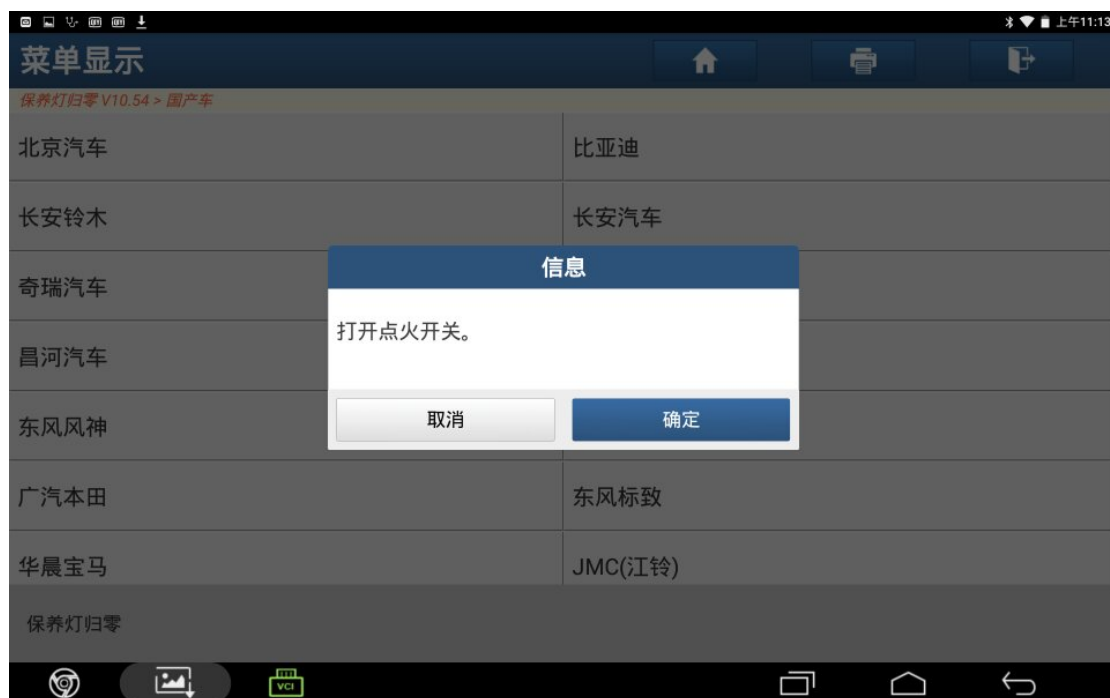 上午11:13
菜单显示
保养灯归零 V10.54 > 国产车
北京汽车
比亚迪
长安铃木
长安汽车
奇瑞汽车
昌河汽车
东风风神
信息
打开点火开关。
取消
确定
广汽本田
东风标致
华晨宝马
JMC(江铃)
保养灯归零
VCI